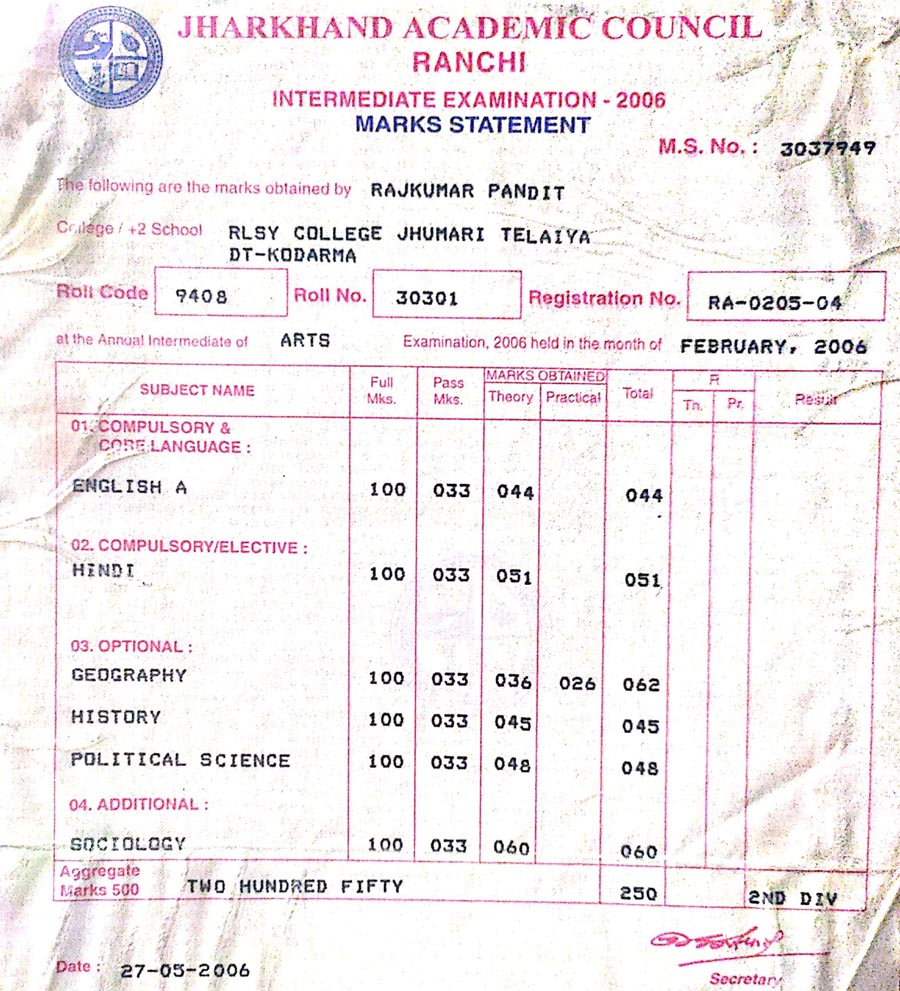 JHARKHAND ACADEMIC COUNCIL
RANCHI
INTERMEDIATE EXAMINATION - 2006
MARKS STATEMENT
M.S. No. : 3037949
The following are the marks obtained by RAJKUMAR PANDIT
College / +2 School RLSY COLLEGE JHUMARI TELAIYA
DT-KODARMA
Roll Code 9408 Roll No. 30301 Registration No. RA-0205-04
at the Annual Intermediate of ARTS Examination, 2006 held in the month of FEBRUARY, 2006
SUBJECT NAME Full Mks. Pass Mks. MARKS OBTAINED Theory Practical Total R Th. Pr. Result
01. COMPULSORY &
CORE LANGUAGE :
ENGLISH A 100 033 044 044
02. COMPULSORY/ELECTIVE :
HINDI 100 033 051 051
03. OPTIONAL :
GEOGRAPHY 100 033 036 026 062
HISTORY 100 033 045 045
POLITICAL SCIENCE 100 033 048 048
04. ADDITIONAL :
SOCIOLOGY 100 033 060 060
Aggregate
Marks 500 TWO HUNDRED FIFTY 250 2ND DIV
Date : 27-05-2006
Secretary